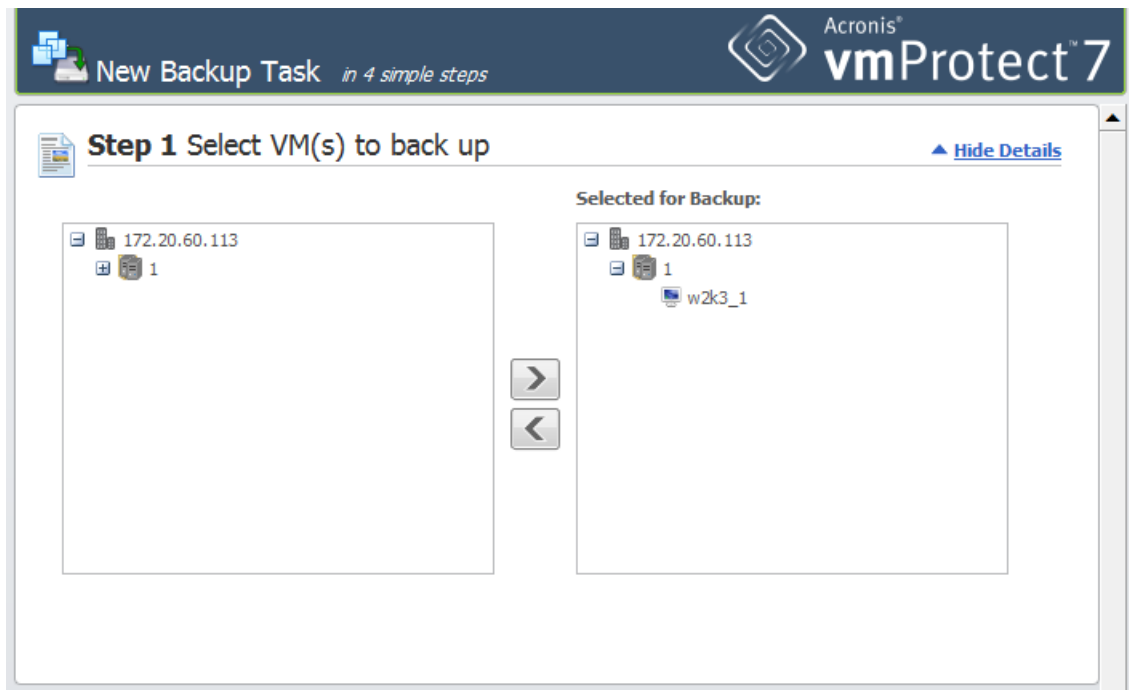 New Backup Task in 4 simple steps
Acronis®
vmProtect™ 7
Step 1 Select VM(s) to back up
Hide Details
Selected for Backup:
172.20.60.113
1
172.20.60.113
1
w2k3_1